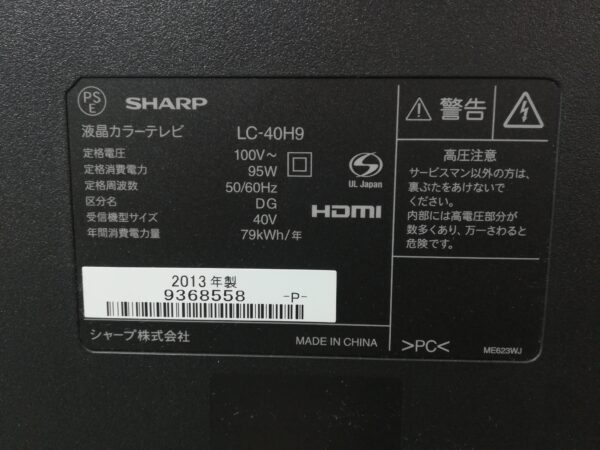 PS
E
SHARP
液晶カラーテレビ LC-40H9
定格電圧 100V～
定格消費電力 95W
定格周波数 50/60Hz
区分名 DG
受信機型サイズ 40V
年間消費電力量 79kWh/年
S
UL Japan
HDMI
2013年製
9368558 -P-
シャープ株式会社
MADE IN CHINA
警告
高圧注意
サービスマン以外の方は、
裏ぶたをあけないで
ください。
内部には高電圧部分が
数多くあり、万一さわると
危険です。
>PC<
ME623WJ